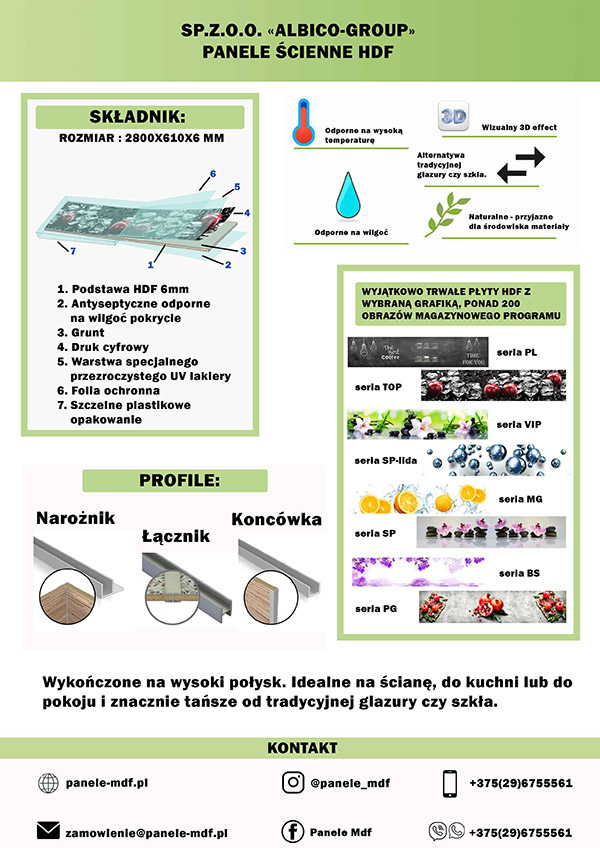 SP.Z.O.O. «ALBICO-GROUP»
PANELE ŚCIENNE HDF
SKŁADNIK:
ROZMIAR : 2800X610X6 MM
6
5
4
3
7
1
2
1. Podstawa HDF 6mm
2. Antyseptyczne odporne
na wilgoć pokrycie
3. Grunt
4. Druk cyfrowy
5. Warstwa specjalnego
przezroczystego UV lakiery
6. Folia ochronna
7. Szczelne plastikowe
opakowanie
Odporne na wysoką
temperaturę
3D
Wizualny 3D effect
Alternatywa
tradycyjnej
glazury czy szkła.
Odporne na wilgoć
Naturalne - przyjazne
dla środowiska materiały
WYJĄTKOWO TRWAŁE PŁYTY HDF Z
WYBRANĄ GRAFIKĄ, PONAD 200
OBRAZÓW MAGAZYNOWEGO PROGRAMU
The
Best
Coffee
TIME
FOR YOU
seria PL
seria TOP
seria VIP
seria SP-lida
seria MG
seria SP
seria BS
seria PG
PROFILE:
Narożnik
Łącznik
Koncówka
Wykończone na wysoki połysk. Idealne na ścianę, do kuchni lub do
pokoju i znacznie tańsze od tradycyjnej glazury czy szkła.
KONTAKT
panele-mdf.pl
@panele_mdf
+375(29)6755561
zamowienie@panele-mdf.pl
Panele Mdf
+375(29)6755561